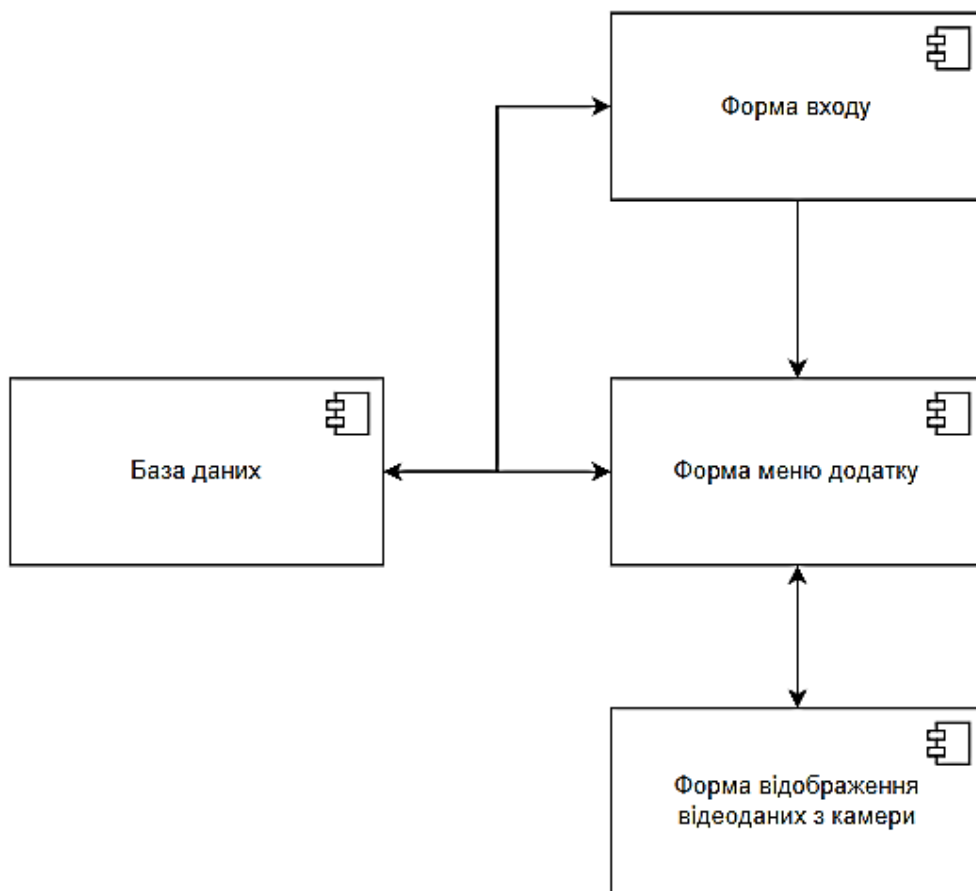 Форма входу
База даних
Форма меню додатку
Форма відображення
відеоданих з камери